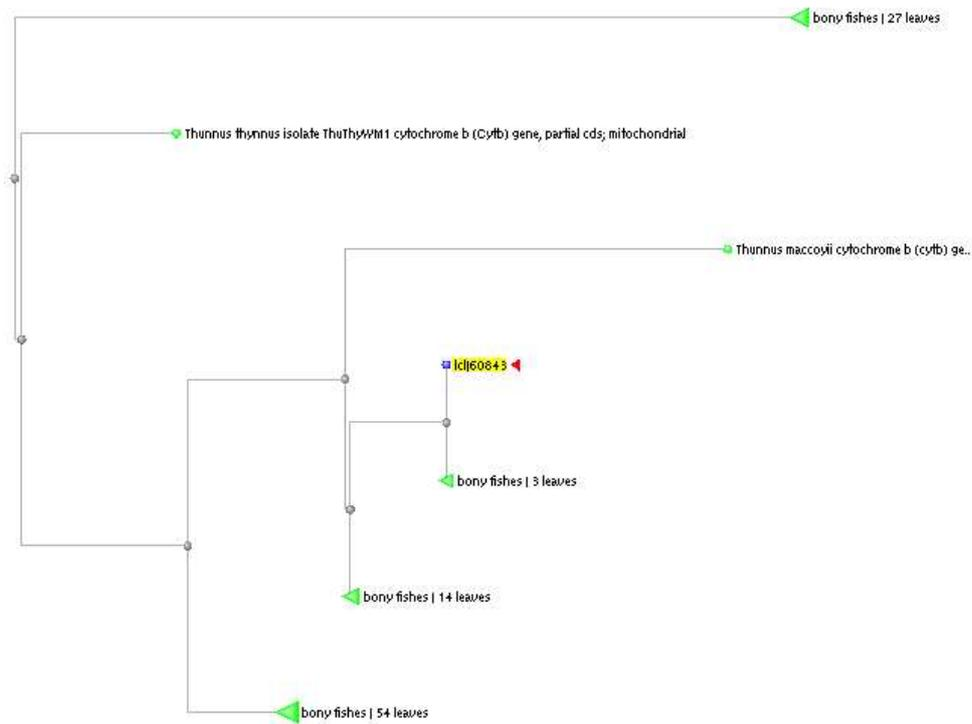 bony fishes | 27 leaves
Thunnus thynnus isolate ThuThyWM1 cytochrome b (Cytb) gene, partial cds; mitochondrial
Thunnus maccoyii cytochrome b (cytb) ge..
lcl|60843
bony fishes | 3 leaves
bony fishes | 14 leaves
bony fishes | 54 leaves